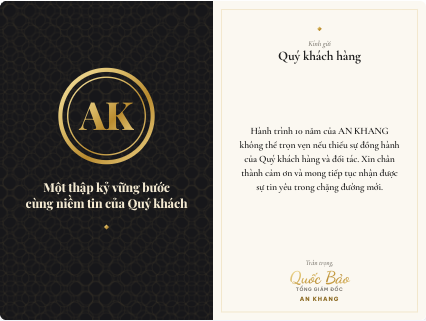 AK
Một thập kỷ vững bước
cùng niềm tin của Quý khách
Kính gửi
Quý khách hàng
Hành trình 10 năm của AN KHANG
không thể trọn vẹn nếu thiếu sự đồng hành
của Quý khách hàng và đối tác. Xin chân
thành cảm ơn và mong tiếp tục nhận được
sự tin yêu trong chặng đường mới.
Trân trọng,
Quốc Bảo
TỔNG GIÁM ĐỐC
AN KHANG